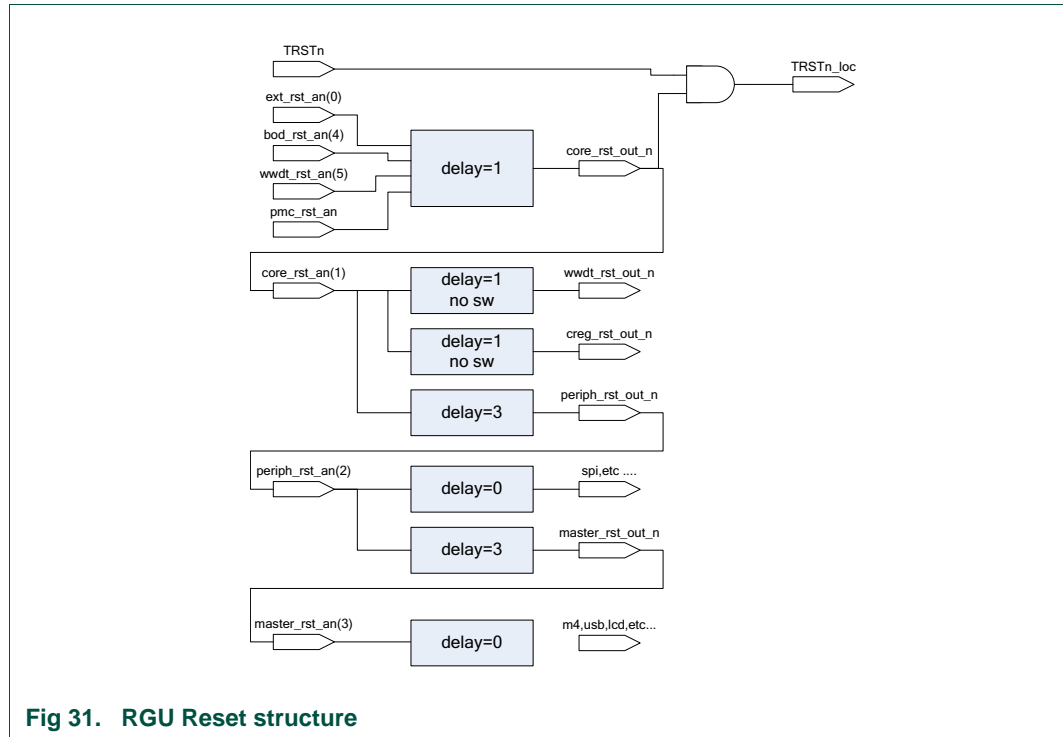 TRSTn
TRSTn_loc
ext_rst_an(0)
bod_rst_an(4)
wwdt_rst_an(5)
pmc_rst_an
delay=1
core_rst_out_n
core_rst_an(1)
delay=1
no sw
wwdt_rst_out_n
delay=1
no sw
creg_rst_out_n
delay=3
periph_rst_out_n
periph_rst_an(2)
delay=0
spi,etc ....
delay=3
master_rst_out_n
master_rst_an(3)
delay=0
m4,usb,lcd,etc...
Fig 31. RGU Reset structure